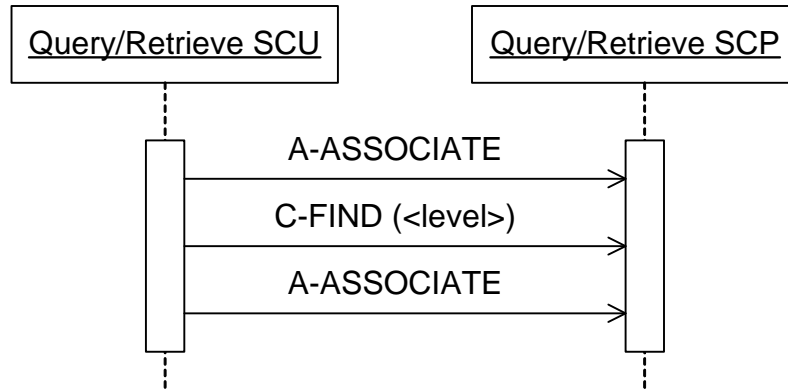 Query/Retrieve SCU
Query/Retrieve SCP
A-ASSOCIATE
C-FIND (<level>)
A-ASSOCIATE